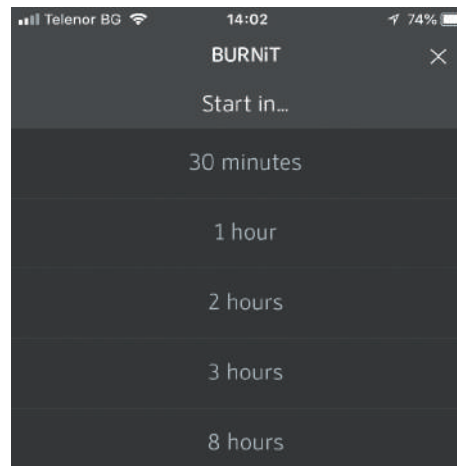 Telenor BG 14:02 74%
BURNiT
Start in...
30 minutes
1 hour
2 hours
3 hours
8 hours